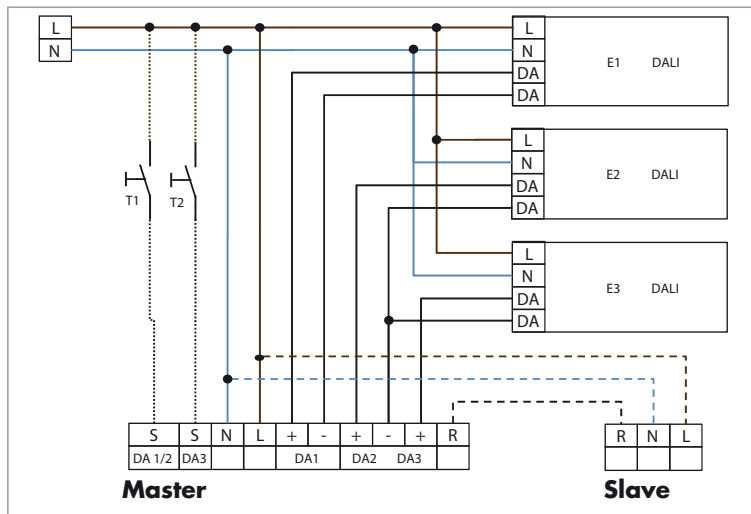 L
N
L
N
DA
DA
E1 DALI
T1
T2
L
N
DA
DA
E2 DALI
L
N
DA
DA
E3 DALI
S S N L + - + - + R
DA 1/2 DA3 DA1 DA2 DA3
Master
R N L
Slave